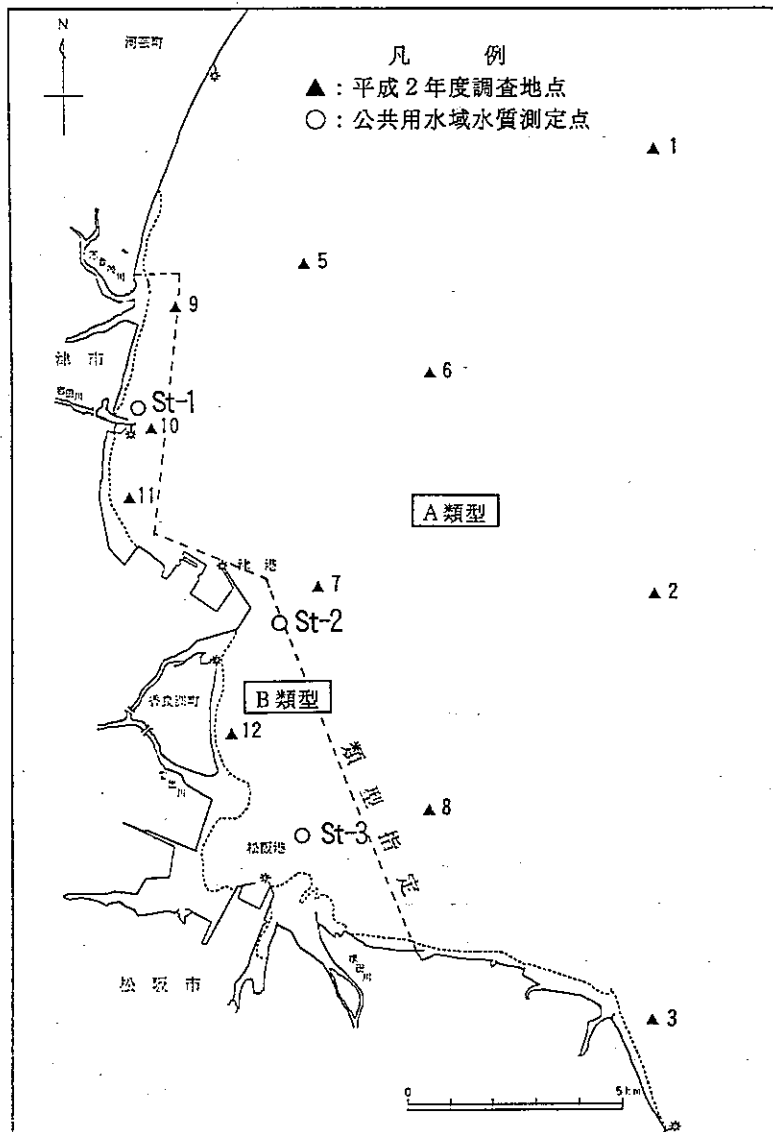 N
河芸町
凡 例
▲：平成２年度調査地点
○：公共用水域水質測定点
1
5
9
津 市
6
St-1
岩田川
10
11
A類型
7
2
St-2
B類型
香良洲町
12
類型指定
8
St-3
松阪港
松 阪 市
3
0
5km